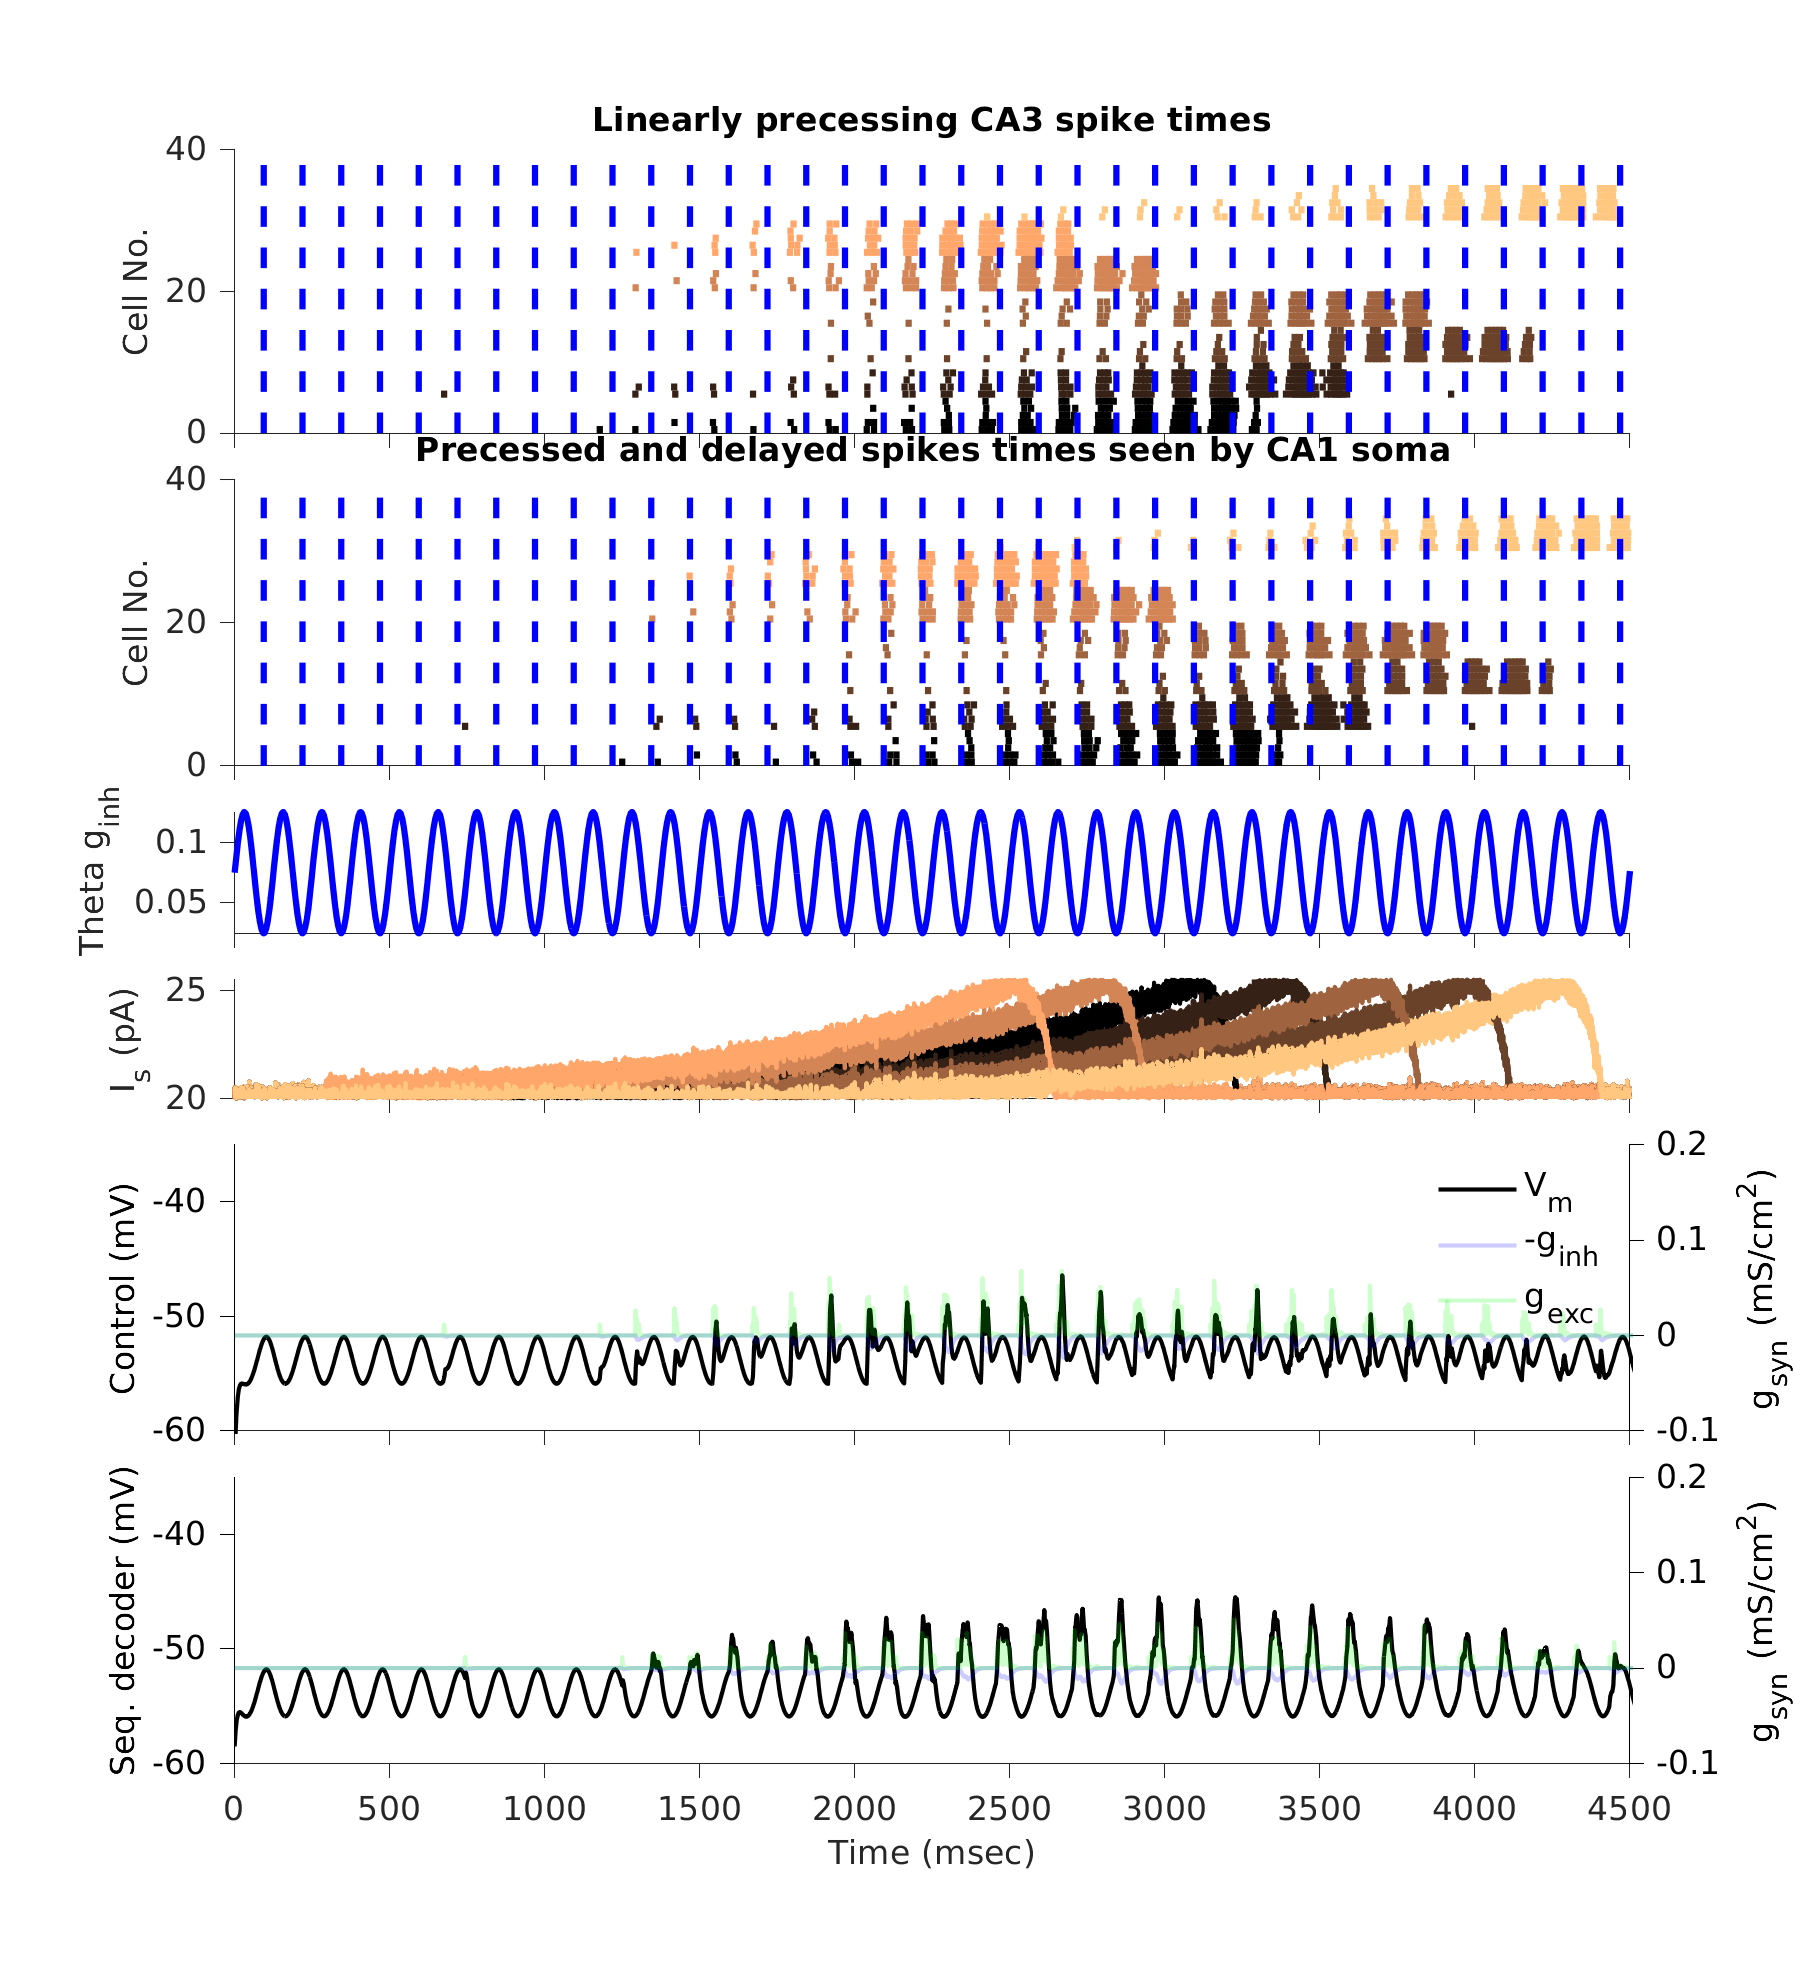 Linearly precessing CA3 spike times
40
20
0
Cell No.
Precessed and delayed spikes times seen by CA1 soma
40
20
0
Cell No.
0.1
0.05
Theta g_inh
25
20
I_s (pA)
-40
-50
-60
Control (mV)
V_m
-g_inh
g_exc
0.2
0.1
0
-0.1
g_syn (mS/cm^2)
-40
-50
-60
Seq. decoder (mV)
0.2
0.1
0
-0.1
g_syn (mS/cm^2)
0 500 1000 1500 2000 2500 3000 3500 4000 4500
Time (msec)